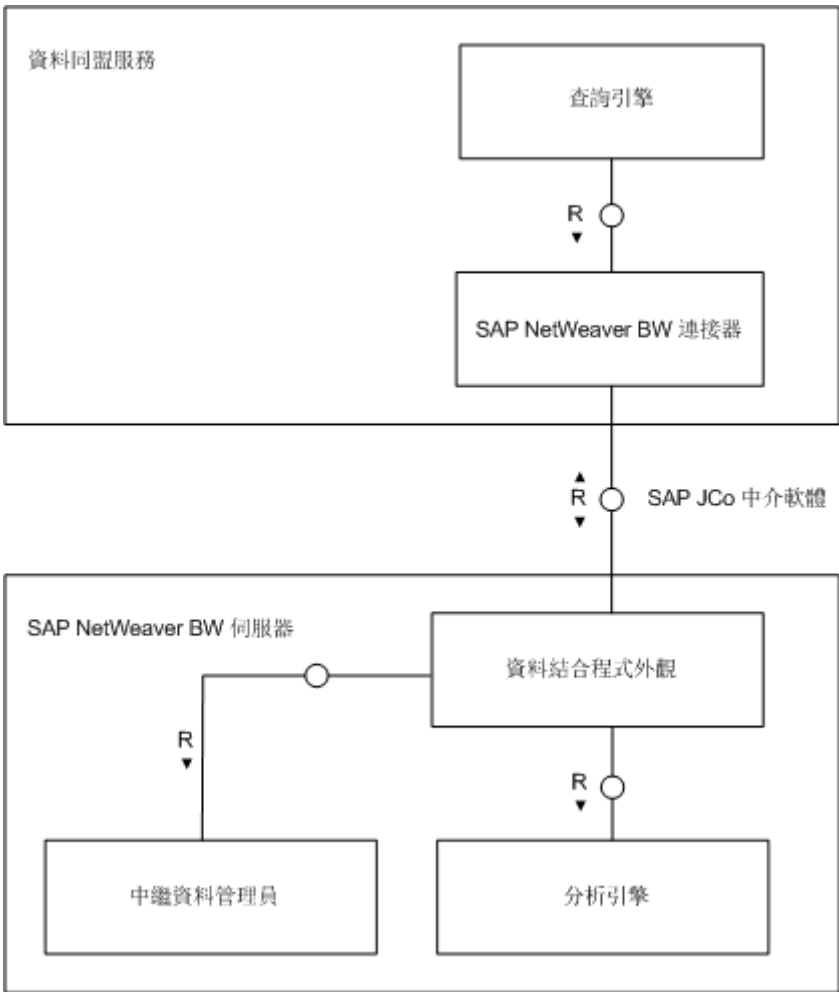 資料同盟服務
查詢引擎
R
SAP NetWeaver BW 連接器
R
SAP JCo 中介軟體
SAP NetWeaver BW 伺服器
資料結合程式外觀
R
R
中繼資料管理員
分析引擎